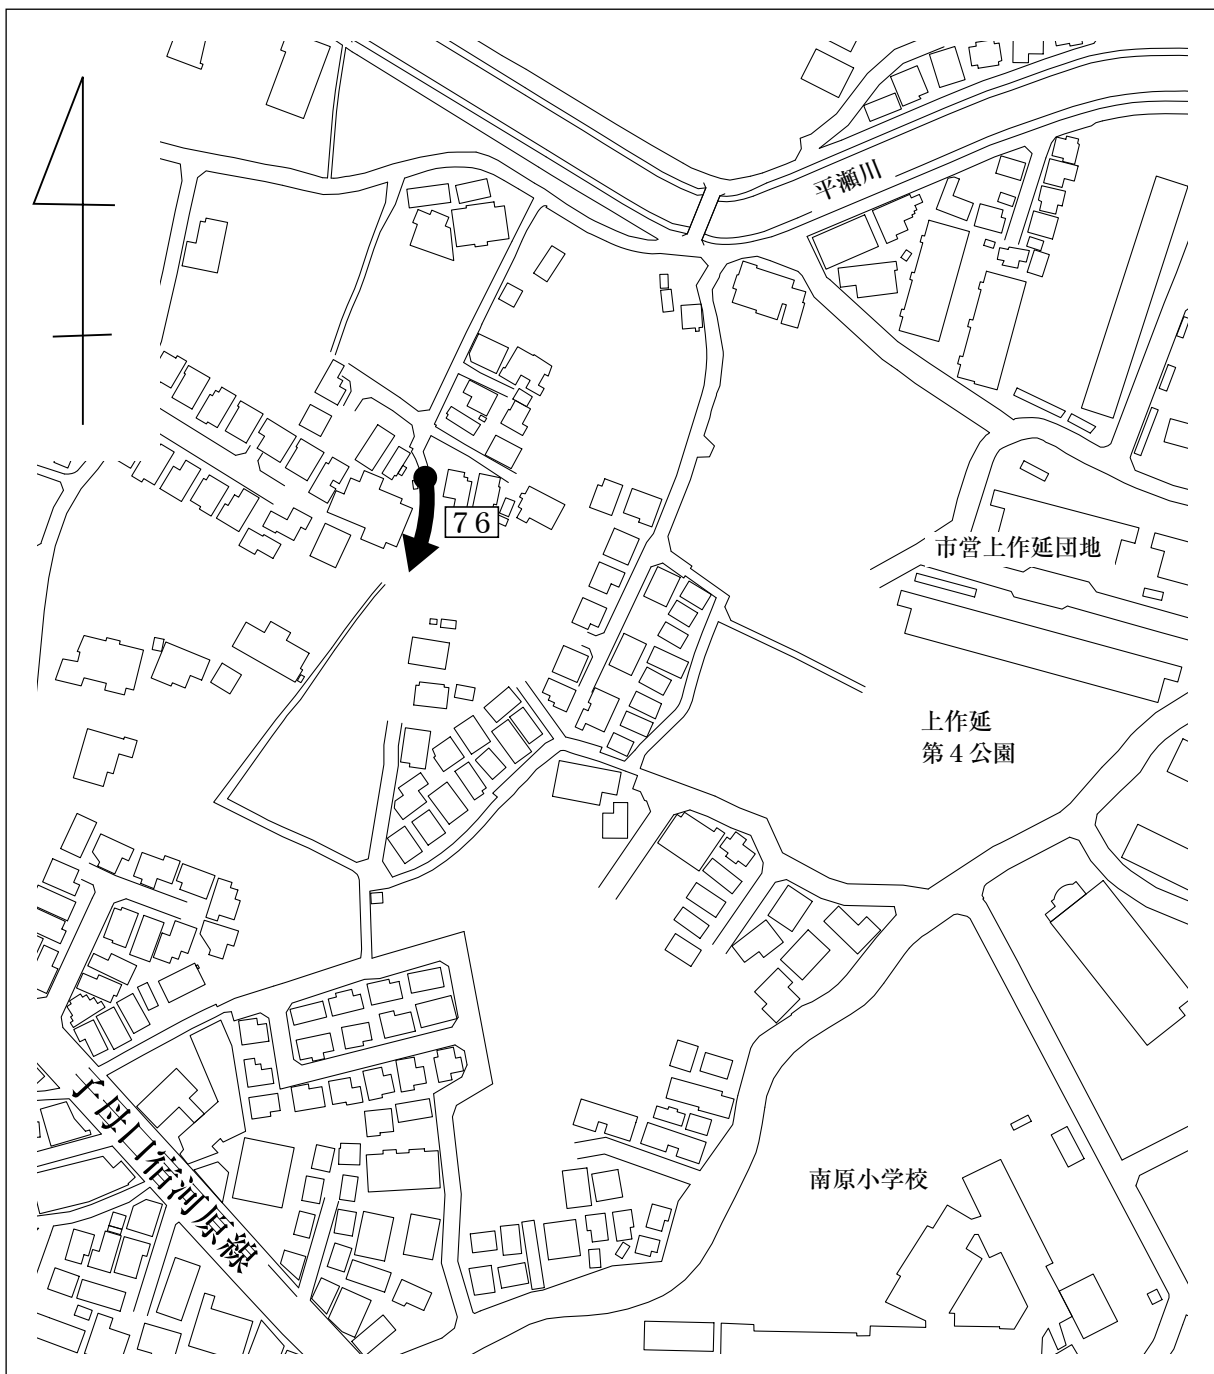 平瀬川
76
市営上作延団地
上作延
第4公園
子母口宿河原線
南原小学校